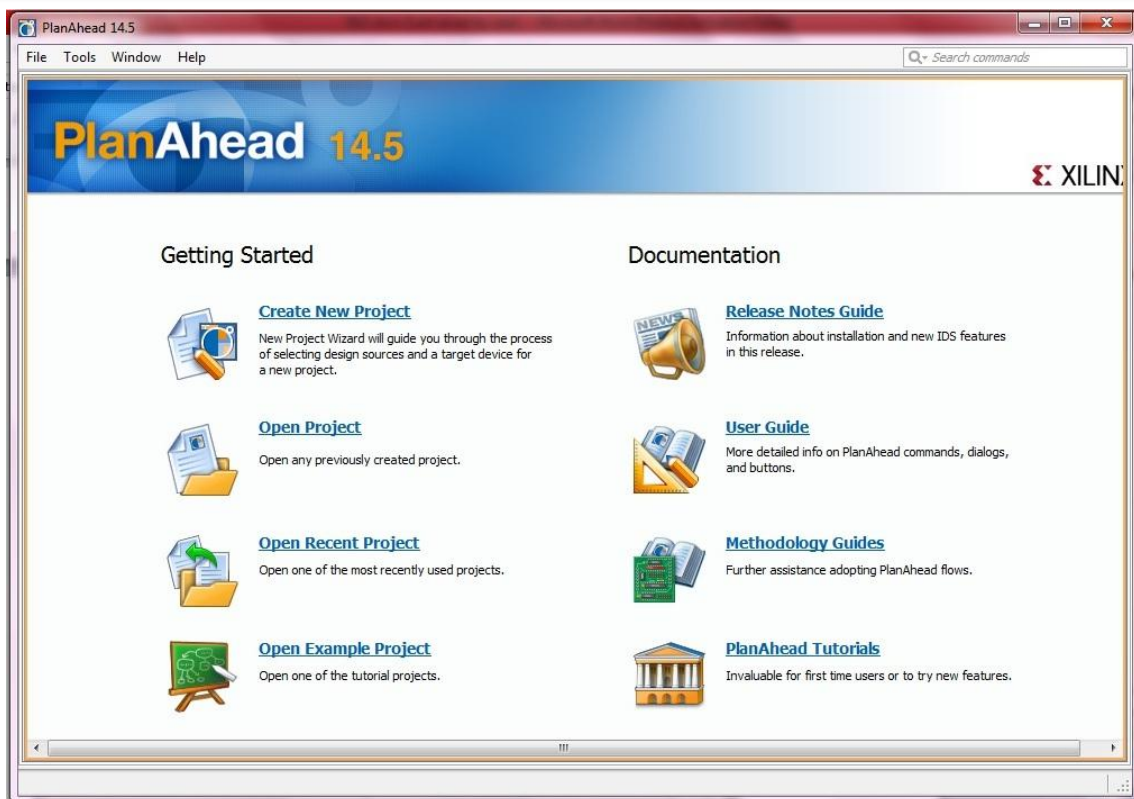 PlanAhead 14.5
File Tools Window Help
Search commands
PlanAhead 14.5
XILIN
Getting Started
Create New Project
New Project Wizard will guide you through the process
of selecting design sources and a target device for
a new project.
Open Project
Open any previously created project.
Open Recent Project
Open one of the most recently used projects.
Open Example Project
Open one of the tutorial projects.
Documentation
NEWS
Release Notes Guide
Information about installation and new IDS features
in this release.
User Guide
More detailed info on PlanAhead commands, dialogs,
and buttons.
Methodology Guides
Further assistance adopting PlanAhead flows.
PlanAhead Tutorials
Invaluable for first time users or to try new features.